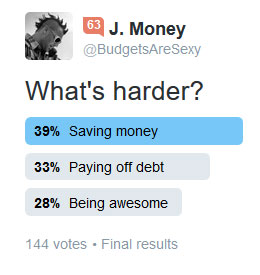 63 J. Money
@BudgetsAreSexy
What's harder?
39% Saving money
33% Paying off debt
28% Being awesome
144 votes • Final results